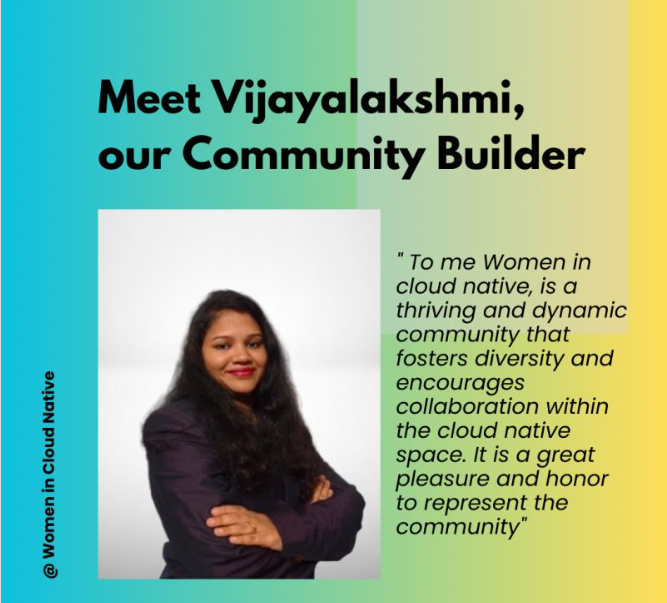 Meet Vijayalakshmi,
our Community Builder
" To me Women in
cloud native, is a
thriving and dynamic
community that
fosters diversity and
encourages
collaboration within
the cloud native
space. It is a great
pleasure and honor
to represent the
community"
@ Women in Cloud Native